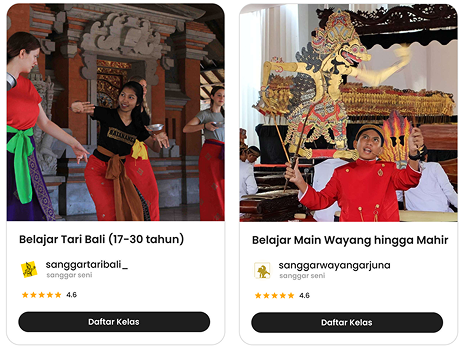 Belajar Tari Bali (17-30 tahun)
sanggartaribali_
sanggar seni
4.6
Daftar Kelas
Belajar Main Wayang hingga Mahir
sanggarwayangarjuna
sanggar seni
4.6
Daftar Kelas